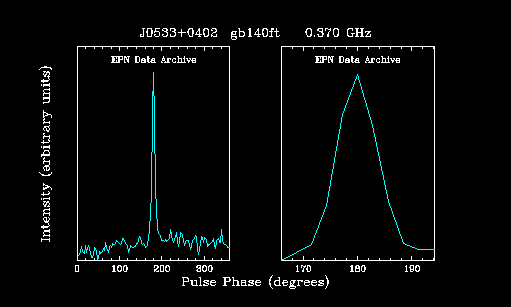 J0533+0402 gb140ft 0.370 GHz
EPN Data Archive
EPN Data Archive
Intensity (arbitrary units)
0 100 200 300
170 180 190
Pulse Phase (degrees)